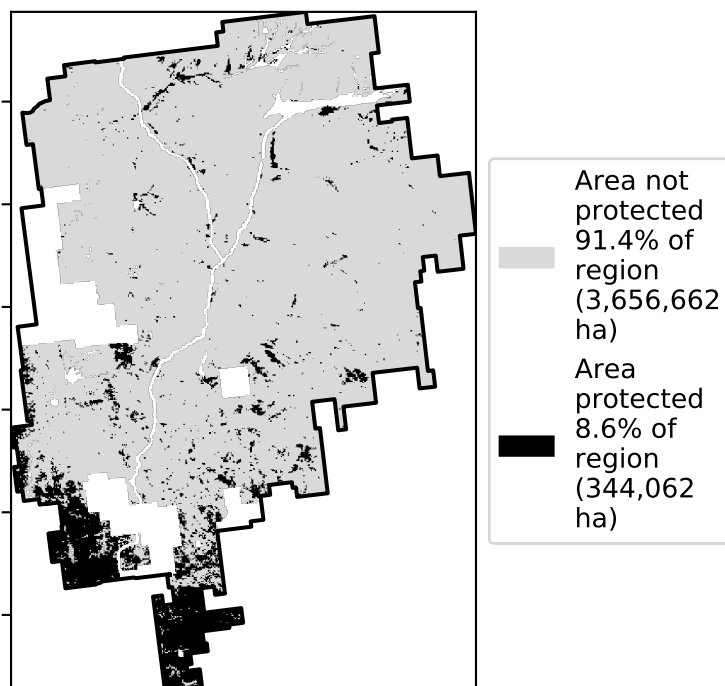 Area not
protected
91.4% of
region
(3,656,662
ha)
Area
protected
8.6% of
region
(344,062
ha)